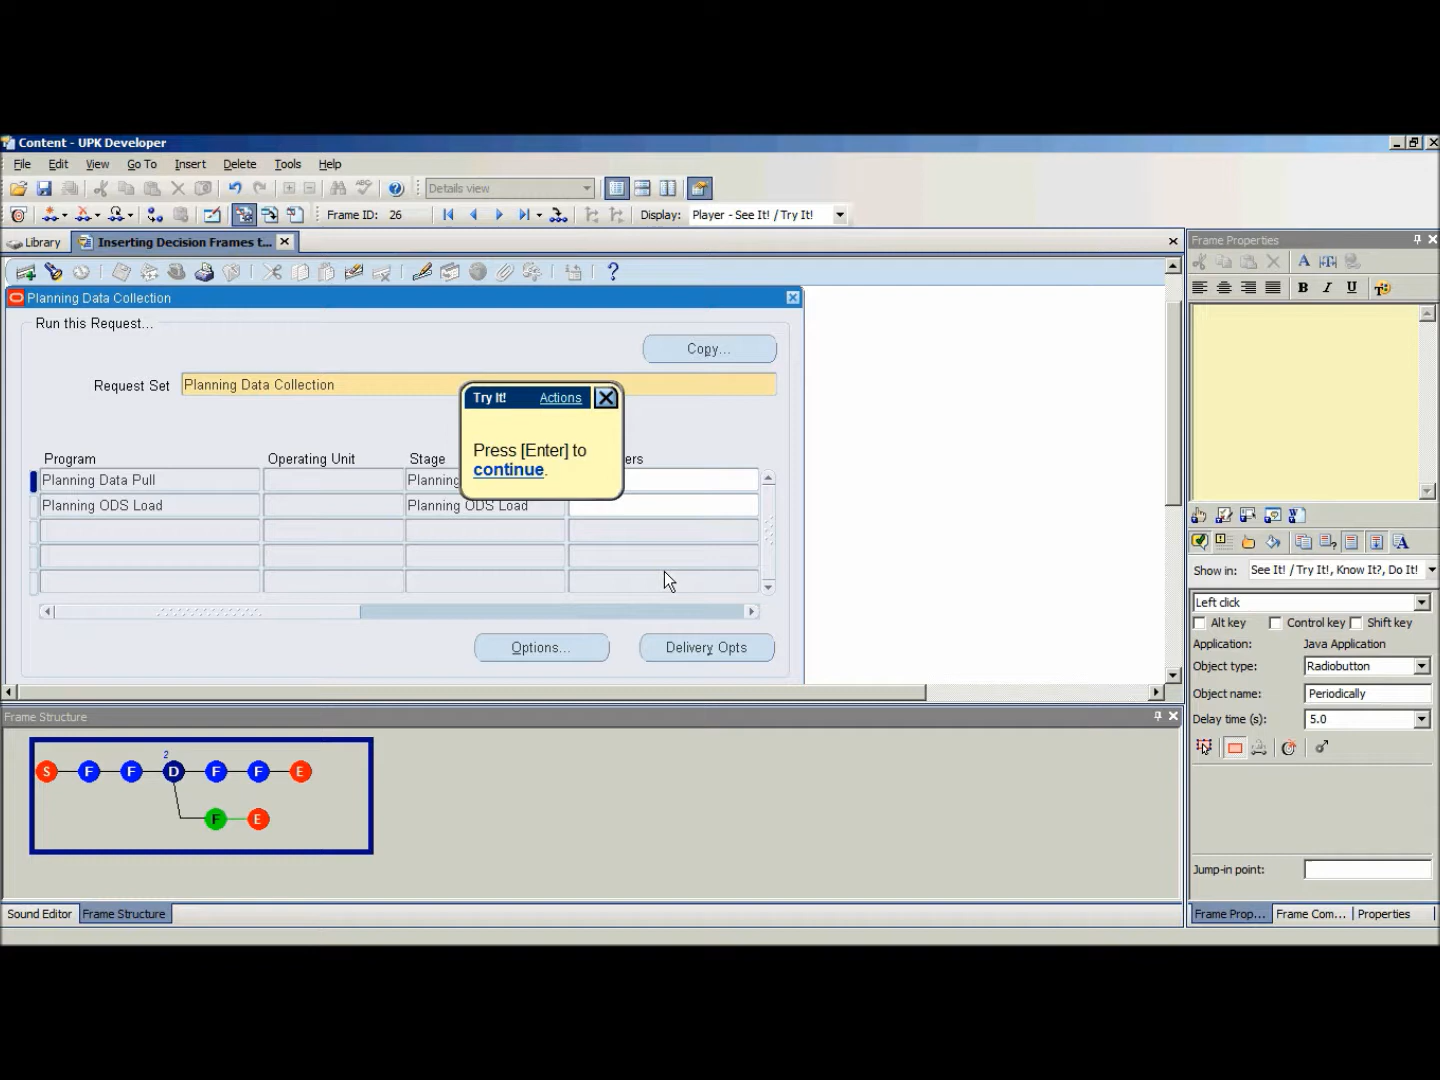 Content - UPK Developer
File Edit View Go To Insert Delete Tools Help
Details view
Frame ID: 26 Display: Player - See It! / Try It!
Library Inserting Decision Frames t...
Frame Properties
Planning Data Collection
Run this Request...
Copy...
Request Set Planning Data Collection
Try It! Actions
Press [Enter] to
continue.
Program Operating Unit Stage ers
Planning Data Pull Planning
Planning ODS Load Planning ODS Load
Options... Delivery Opts
B I U
Show in: See It! / Try It!, Know It?, Do It!
Left click
Alt key Control key Shift key
Application: Java Application
Object type: Radiobutton
Object name: Periodically
Delay time (s): 5.0
Jump-in point:
Frame Prop... Frame Com... Properties
Frame Structure
2
S F F D F F E
F E
Sound Editor Frame Structure